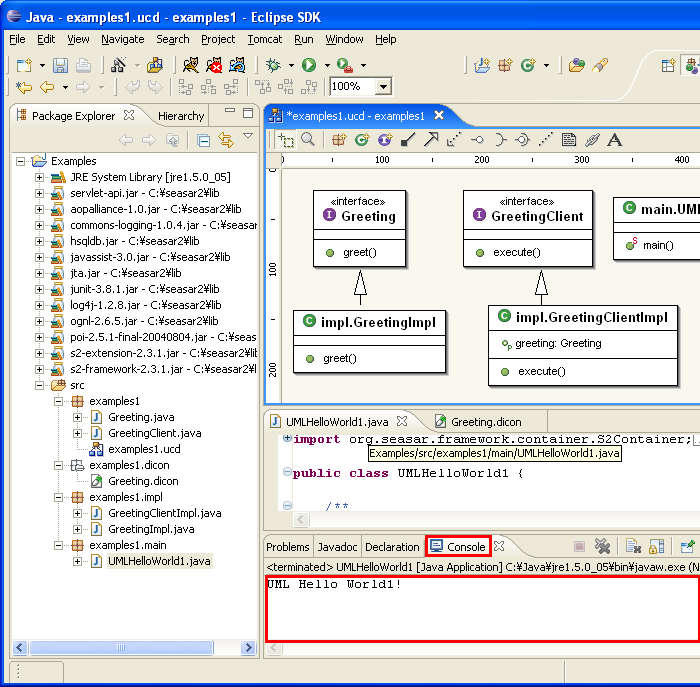 Java - examples1.ucd - examples1 - Eclipse SDK
File Edit View Navigate Search Project Tomcat Run Window Help
100%
Package Explorer Hierarchy
*examples1.ucd - examples1
0 100 200 300 400
0
100
200
Examples
JRE System Library [jre1.5.0_05]
servlet-api.jar - C:¥seasar2¥lib
aopalliance-1.0.jar - C:¥seasar2¥lib
commons-logging-1.0.4.jar - C:¥seasar2¥lib
hsqldb.jar - C:¥seasar2¥lib
javassist-3.0.jar - C:¥seasar2¥lib
jta.jar - C:¥seasar2¥lib
junit-3.8.1.jar - C:¥seasar2¥lib
log4j-1.2.8.jar - C:¥seasar2¥lib
ognl-2.6.5.jar - C:¥seasar2¥lib
poi-2.5.1-final-20040804.jar - C:¥seasar2¥lib
s2-extension-2.3.1.jar - C:¥seasar2¥lib
s2-framework-2.3.1.jar - C:¥seasar2¥lib
src
examples1
Greeting.java
GreetingClient.java
examples1.ucd
examples1.dicon
Greeting.dicon
examples1.impl
GreetingClientImpl.java
GreetingImpl.java
examples1.main
UMLHelloWorld1.java
«interface»
Greeting
greet()
«interface»
GreetingClient
execute()
main.UML
main()
impl.GreetingImpl
greet()
impl.GreetingClientImpl
greeting: Greeting
execute()
UMLHelloWorld1.java Greeting.dicon
import org.seasar.framework.container.S2Container;
Examples/src/examples1/main/UMLHelloWorld1.java
public class UMLHelloWorld1 {
/**
Problems Javadoc Declaration Console
<terminated> UMLHelloWorld1 [Java Application] C:¥Java¥jre1.5.0_05¥bin¥javaw.exe (N
UML Hello World1!